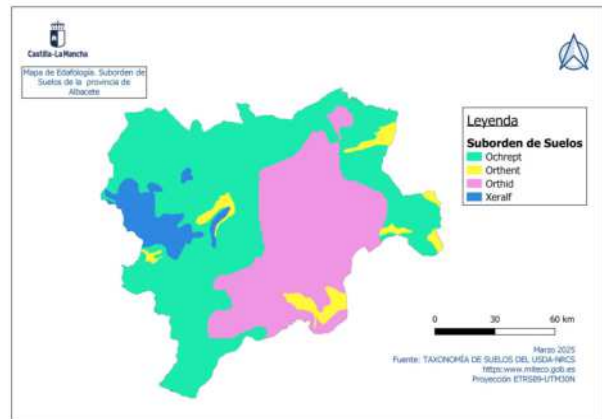 Castilla-La Mancha
Mapa de Edafología. Suborden de
Suelos de la provincia de
Albacete
Leyenda
Suborden de Suelos
Ochrept
Orthent
Orthid
Xeralf
0 30 60 km
Marzo 2025
Fuente: TAXONOMÍA DE SUELOS DEL USDA-NRCS
https:www.miteco.gob.es
Proyección ETRS89-UTM30N